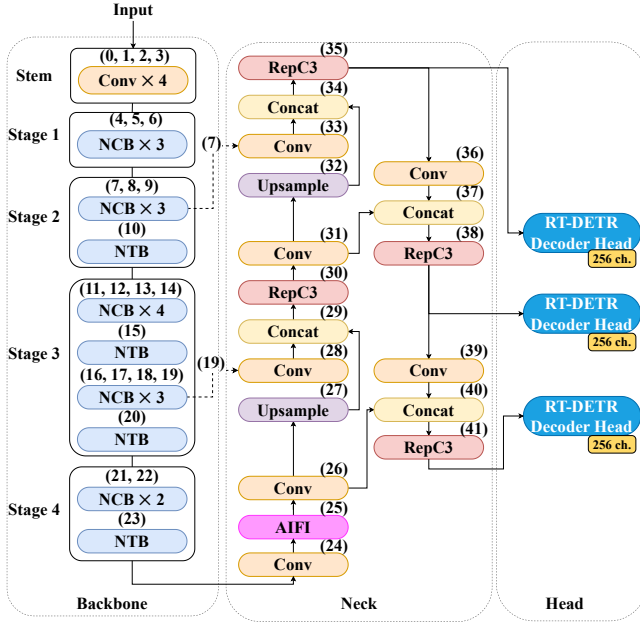 Input
Stem
(0, 1, 2, 3)
Conv × 4
Stage 1
(4, 5, 6)
NCB × 3
Stage 2
(7, 8, 9)
NCB × 3
(10)
NTB
Stage 3
(11, 12, 13, 14)
NCB × 4
(15)
NTB
(16, 17, 18, 19)
NCB × 3
(20)
NTB
Stage 4
(21, 22)
NCB × 2
(23)
NTB
Backbone
(7)
(19)
(35)
RepC3
(34)
Concat
(33)
Conv
(32)
Upsample
(31)
Conv
(30)
RepC3
(29)
Concat
(28)
Conv
(27)
Upsample
(26)
Conv
(25)
AIFI
(24)
Conv
(36)
Conv
(37)
Concat
(38)
RepC3
(39)
Conv
(40)
Concat
(41)
RepC3
Neck
RT-DETR
Decoder Head
256 ch.
RT-DETR
Decoder Head
256 ch.
RT-DETR
Decoder Head
256 ch.
Head